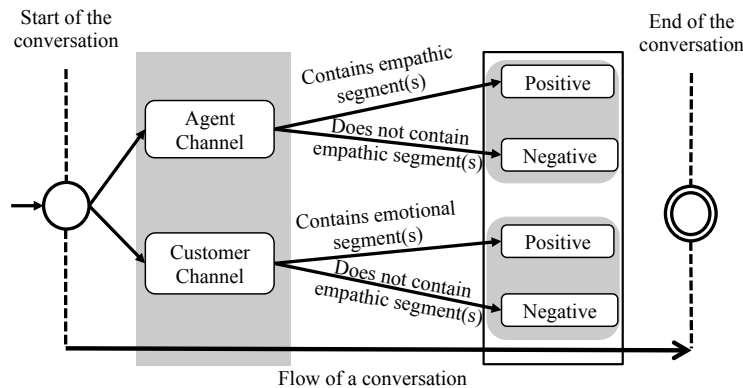 Start of the
conversation
End of the
conversation
Contains empathic
segment(s)
Positive
Agent
Channel
Does not contain
empathic segment(s)
Negative
Contains emotional
segment(s)
Positive
Customer
Channel
Does not contain
empathic segment(s)
Negative
Flow of a conversation